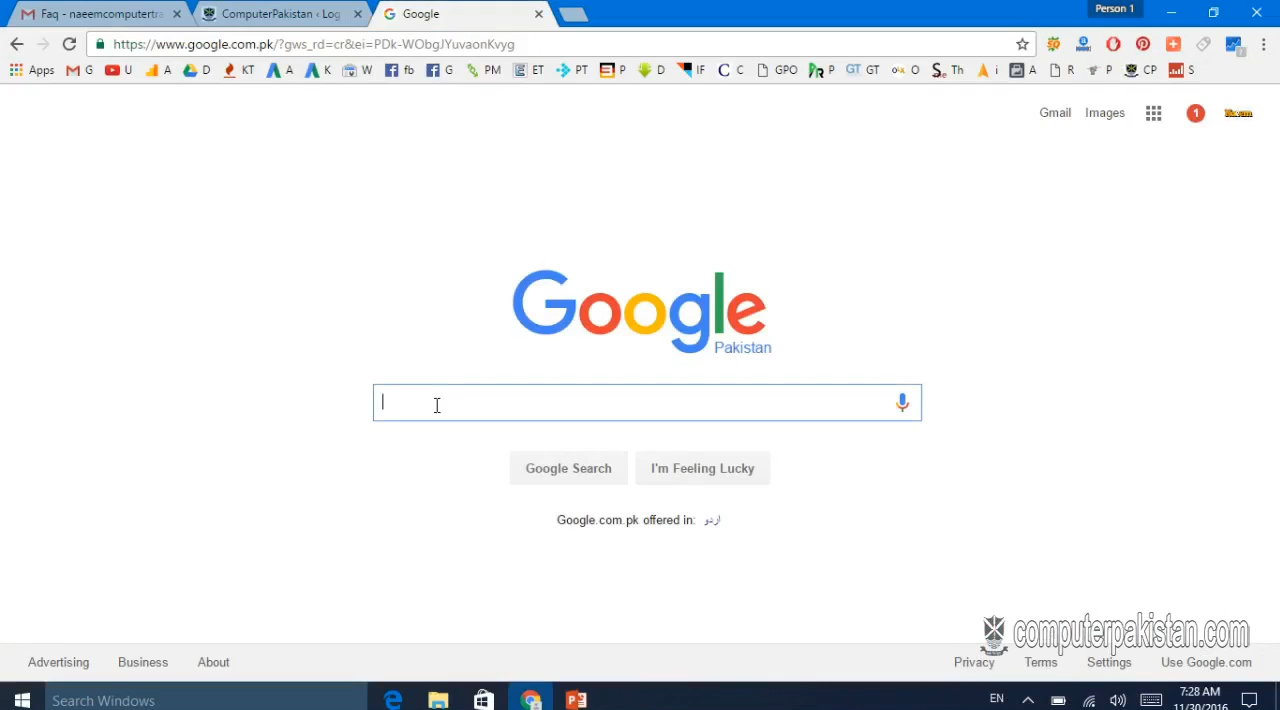 Faq - naeemcomputertra
ComputerPakistan ‹ Log
Google
Person 1
https://www.google.com.pk/?gws_rd=cr&ei=PDk-WObgJYuvaonKvyg
Apps G U A D KT A K W fb G PM ET PT P D IF C GPO P GT O Th i A R P CP S
Gmail Images 1
Google
Pakistan
Google Search I'm Feeling Lucky
Google.com.pk offered in: اردو
computerpakistan.com
Advertising Business About Privacy Terms Settings Use Google.com
Search Windows
EN
7:28 AM
11/30/2016